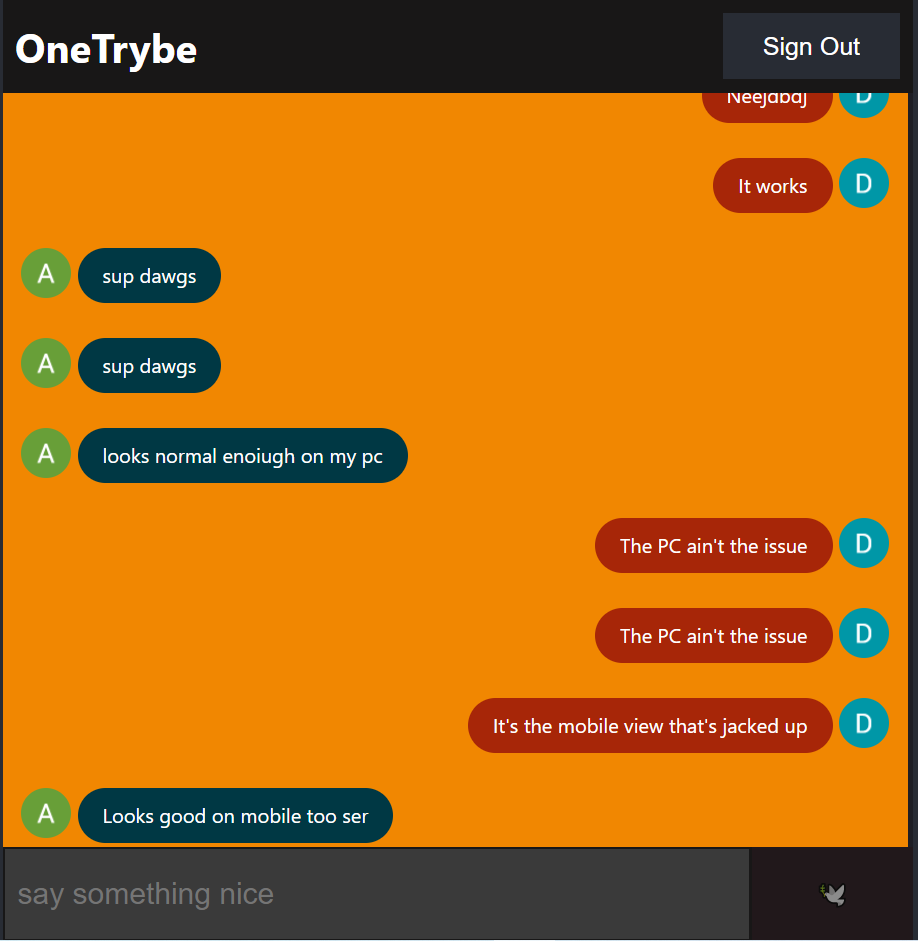 OneTrybe
Sign Out
Neejdbdj
D
It works
D
A
sup dawgs
A
sup dawgs
A
looks normal enoiugh on my pc
The PC ain't the issue
D
The PC ain't the issue
D
It's the mobile view that's jacked up
D
A
Looks good on mobile too ser
say something nice